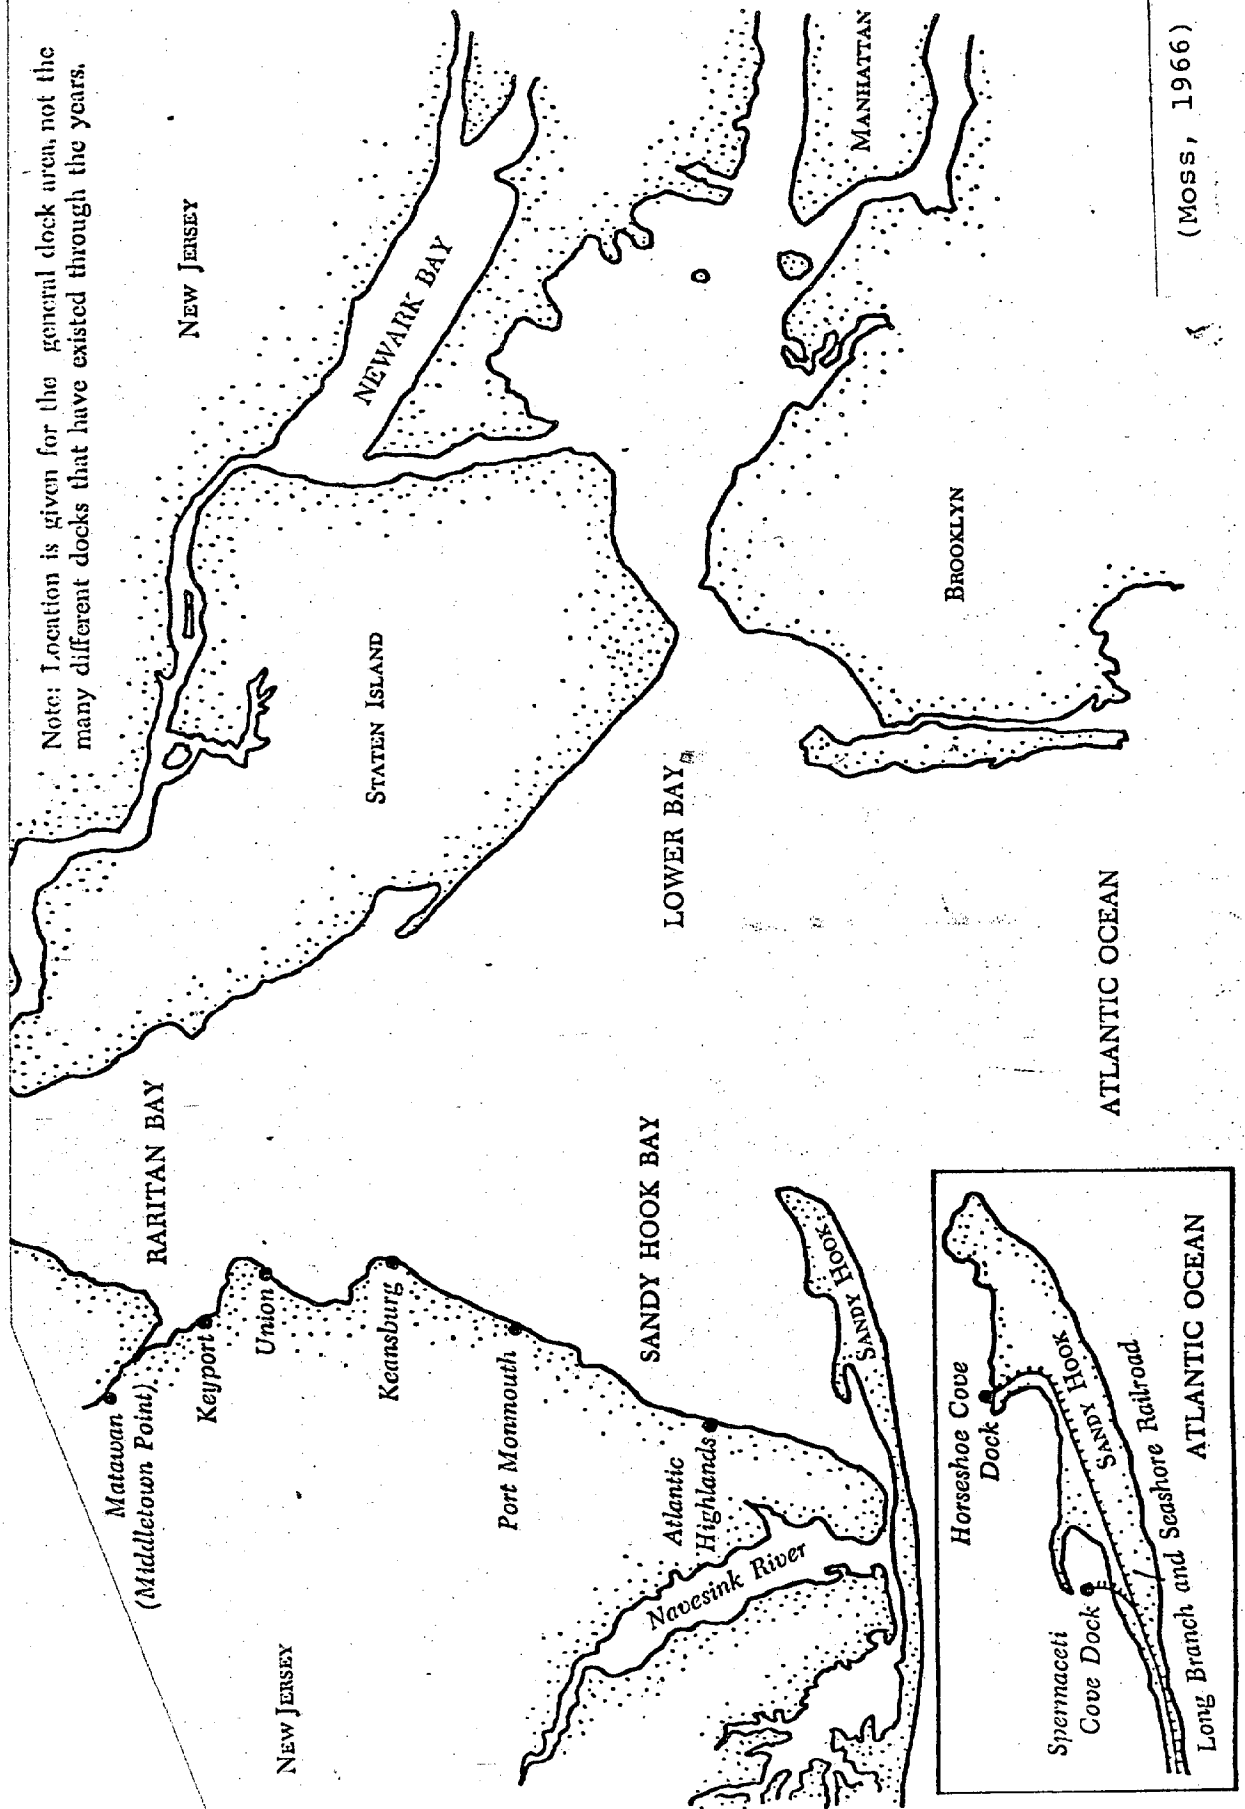 Note: Location is given for the general dock area, not the
many different docks that have existed through the years.
NEW JERSEY
NEWARK BAY
MANHATTAN
STATEN ISLAND
BROOKLYN
LOWER BAY
RARITAN BAY
SANDY HOOK BAY
ATLANTIC OCEAN
Matawan
(Middletown Point)
Keyport
Union
Keansburg
Port Monmouth
Atlantic
Highlands
Navesink River
SANDY HOOK
NEW JERSEY
Horseshoe Cove
Dock
SANDY HOOK
Spermaceti
Cove Dock
Long Branch and Seashore Railroad
ATLANTIC OCEAN
(Moss, 1966)